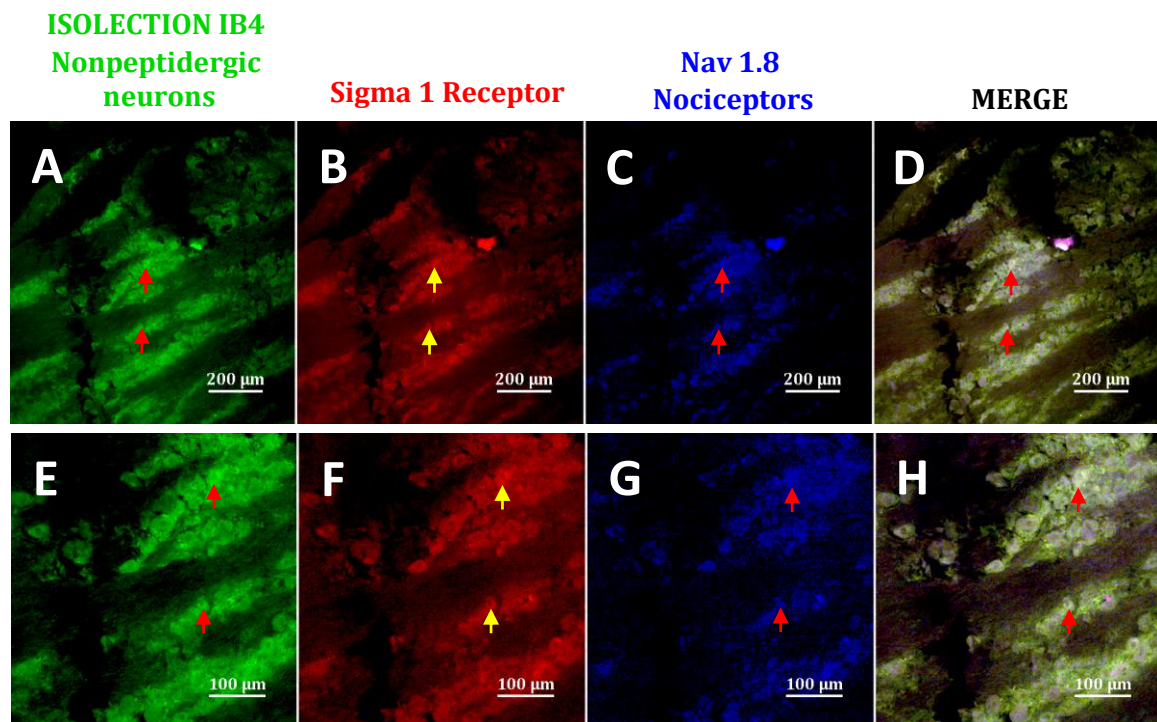 ISOLECTION IB4
Nonpeptidergic
neurons
Sigma 1 Receptor
Nav 1.8
Nociceptors
MERGE
A
B
C
D
200 µm
200 µm
200 µm
200 µm
E
F
G
H
100 µm
100 µm
100 µm
100 µm